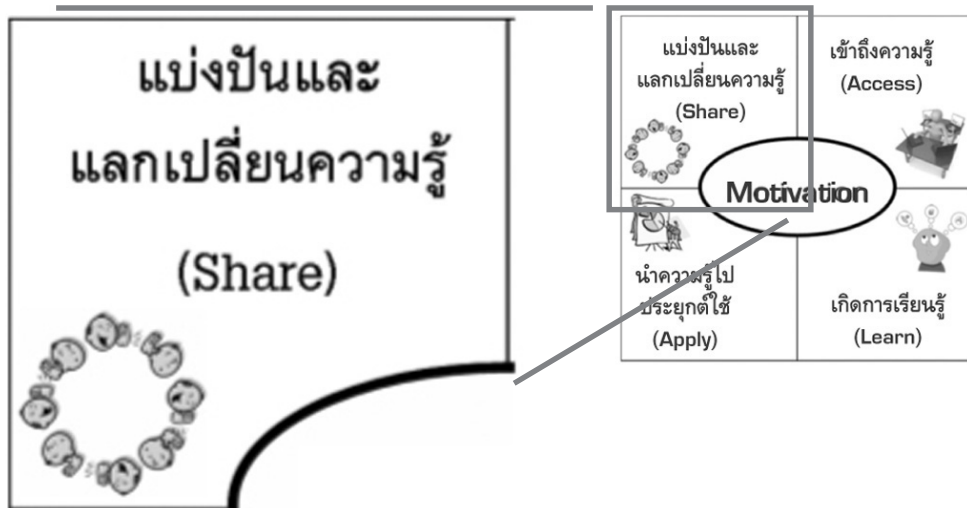 แบ่งปันและ
แลกเปลี่ยนความรู้
(Share)
แบ่งปันและ
แลกเปลี่ยนความรู้
(Share)
เข้าถึงความรู้
(Access)
Motivation
นำความรู้ไป
ประยุกต์ใช้
(Apply)
เกิดการเรียนรู้
(Learn)